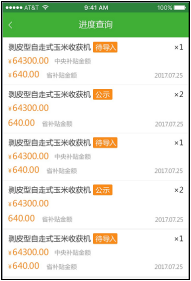 AT&T 9:41 AM 100%
进度查询
剥皮型自走式玉米收获机 待导入 ×1
¥64300.00 中央补贴金额
¥640.00 省补贴金额 2017.07.25
剥皮型自走式玉米收获机 公示 ×2
¥64300.00
640.00 省补贴金额 2017.07.25
剥皮型自走式玉米收获机 待导入 ×1
¥64300.00 中央补贴金额
¥640.00 省补贴金额 2017.07.25
剥皮型自走式玉米收获机 公示 ×2
¥64300.00
640.00 省补贴金额 2017.07.25
剥皮型自走式玉米收获机 待导入 ×1
¥64300.00 中央补贴金额
¥640.00 省补贴金额 2017.07.25